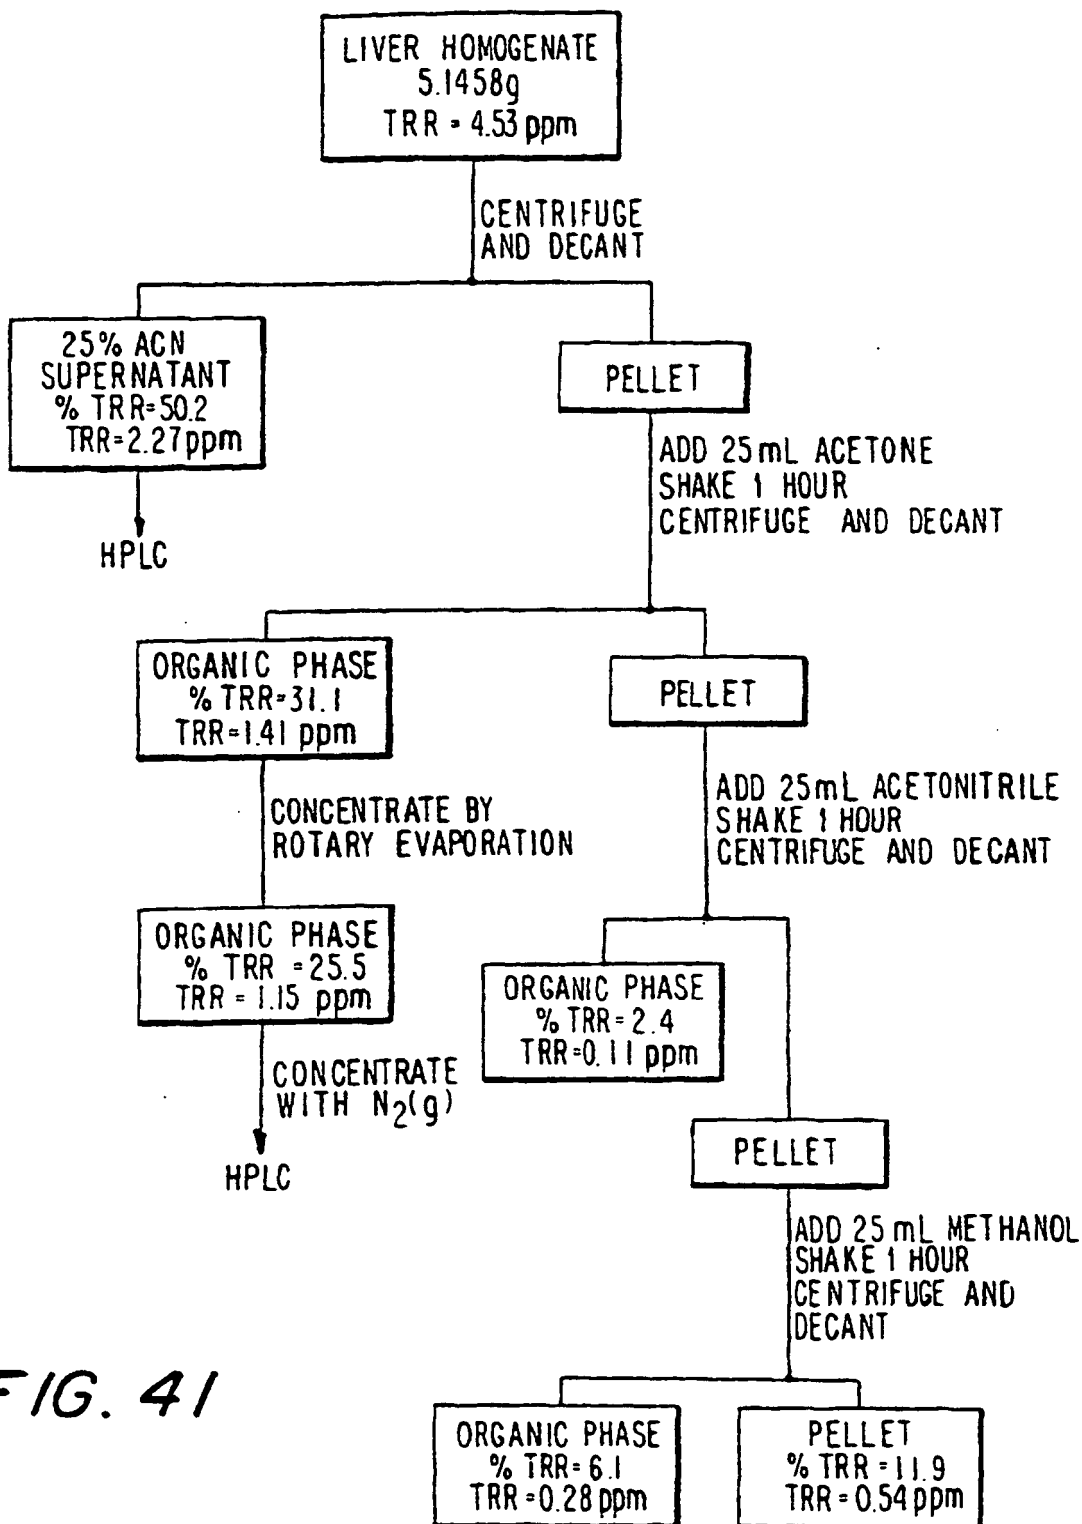 LIVER HOMOGENATE
5.1458g
TRR = 4.53 ppm
CENTRIFUGE
AND DECANT
25% ACN
SUPERNATANT
% TRR=50.2
TRR=2.27ppm
HPLC
PELLET
ADD 25mL ACETONE
SHAKE 1 HOUR
CENTRIFUGE AND DECANT
ORGANIC PHASE
% TRR=31.1
TRR=1.41 ppm
CONCENTRATE BY
ROTARY EVAPORATION
ORGANIC PHASE
% TRR =25.5
TRR = 1.15 ppm
CONCENTRATE
WITH N2(g)
HPLC
PELLET
ADD 25mL ACETONITRILE
SHAKE 1 HOUR
CENTRIFUGE AND DECANT
ORGANIC PHASE
% TRR=2.4
TRR=0.11 ppm
PELLET
ADD 25 mL METHANOL
SHAKE 1 HOUR
CENTRIFUGE AND
DECANT
ORGANIC PHASE
% TRR=6.1
TRR=0.28 ppm
PELLET
% TRR =11.9
TRR=0.54ppm
FIG. 41